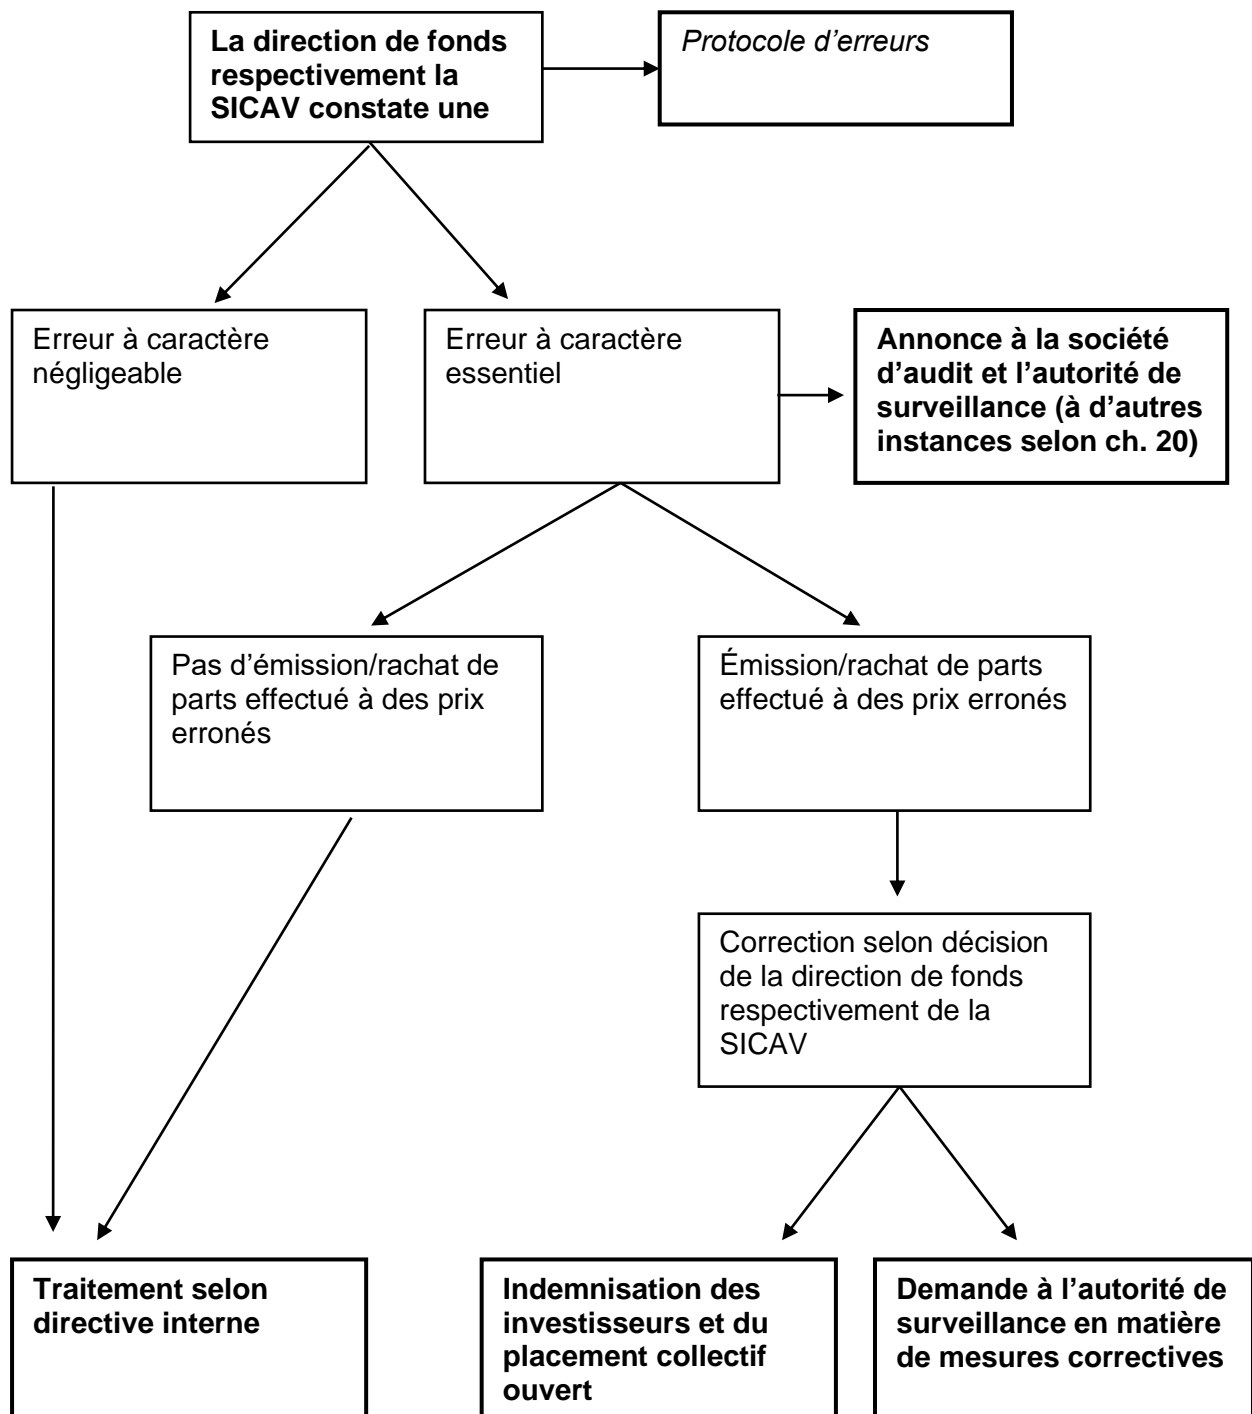 La direction de fonds
respectivement la
SICAV constate une
Protocole d’erreurs
Erreur à caractère
négligeable
Erreur à caractère
essentiel
Annonce à la société
d’audit et l’autorité de
surveillance (à d’autres
instances selon ch. 20)
Pas d’émission/rachat de
parts effectué à des prix
erronés
Émission/rachat de parts
effectué à des prix erronés
Correction selon décision
de la direction de fonds
respectivement de la
SICAV
Traitement selon
directive interne
Indemnisation des
investisseurs et du
placement collectif
ouvert
Demande à l’autorité de
surveillance en matière
de mesures correctives